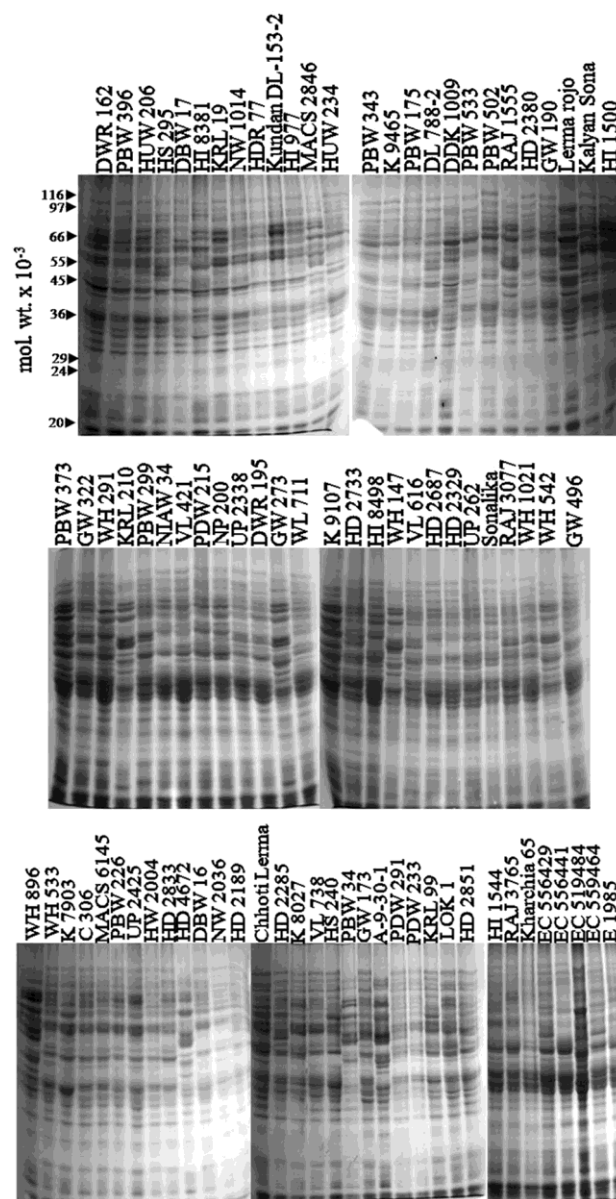 DWR 162
PBW 396
HUW 206
HS 295
DBW 17
HI 8381
KRL 19
NW 1014
HDR 77
Kundan DL-153-2
HI 977
MACS 2846
HUW 234
PBW 343
K 9465
PBW 175
DL 788-2
DDK 1009
PBW 533
PBW 502
RAJ 1555
HD 2380
GW 190
Lerma rojo
Kalyan Sona
HI 1500
mol. wt. x 10⁻³
116
97
66
55
45
36
29
24
20
PBW 373
GW 322
WH 291
KRL 210
PBW 299
NIAW 34
VL 421
PDW 215
NP 200
UP 2338
DWR 195
GW 273
WL 711
K 9107
HD 2733
HI 8498
WH 147
VL 616
HD 2687
HD 2329
UP 262
Sonalika
RAJ 3077
WH 1021
WH 542
GW 496
WH 896
WH 533
K 7903
C 306
MACS 6145
PBW 226
UP 2425
HW 2004
HD 2833
HD 4672
DBW 16
NW 2036
HD 2189
Chhoti Lerma
HD 2285
K 8027
VL 738
HS 240
PBW 34
GW 173
A-9-30-1
PDW 291
PDW 233
KRL 99
LOK 1
HD 2851
HI 1544
RAJ 3765
Kharchia 65
EC 556429
EC 556441
EC 519484
EC 559464
E 1985